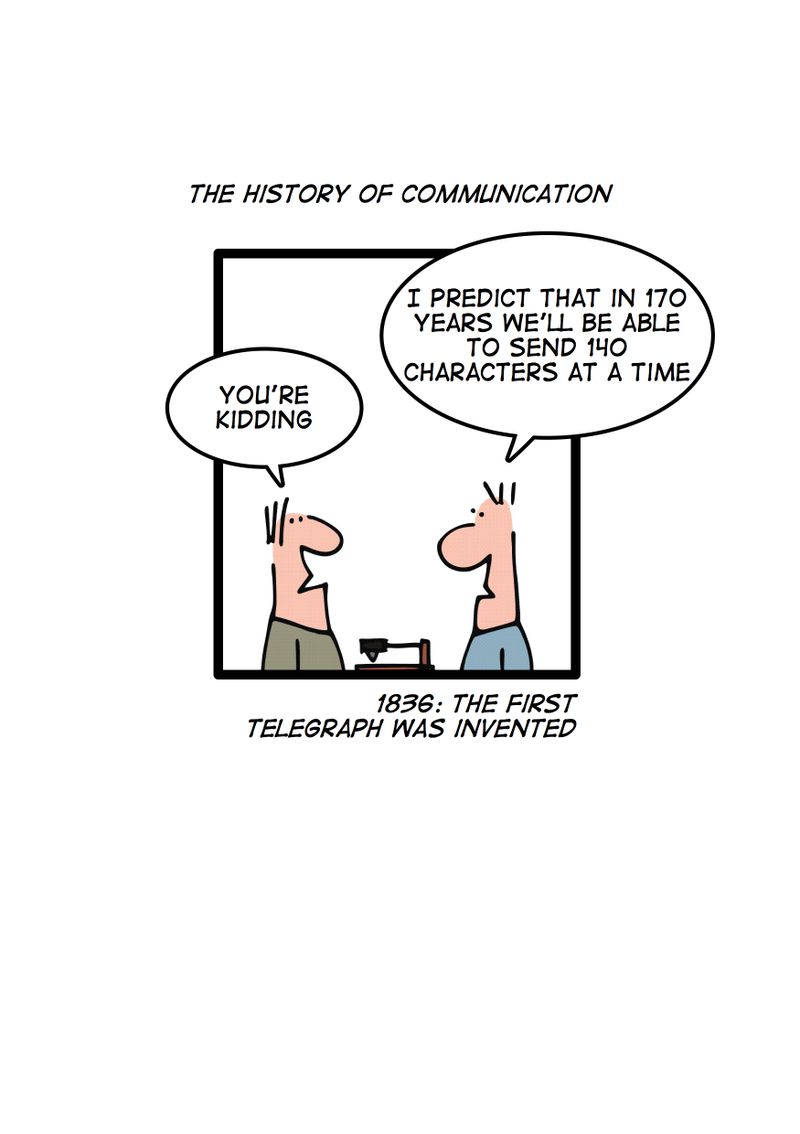 THE HISTORY OF COMMUNICATION
I PREDICT THAT IN 170
YEARS WE'LL BE ABLE
TO SEND 140
CHARACTERS AT A TIME
YOU'RE
KIDDING
1836: THE FIRST
TELEGRAPH WAS INVENTED